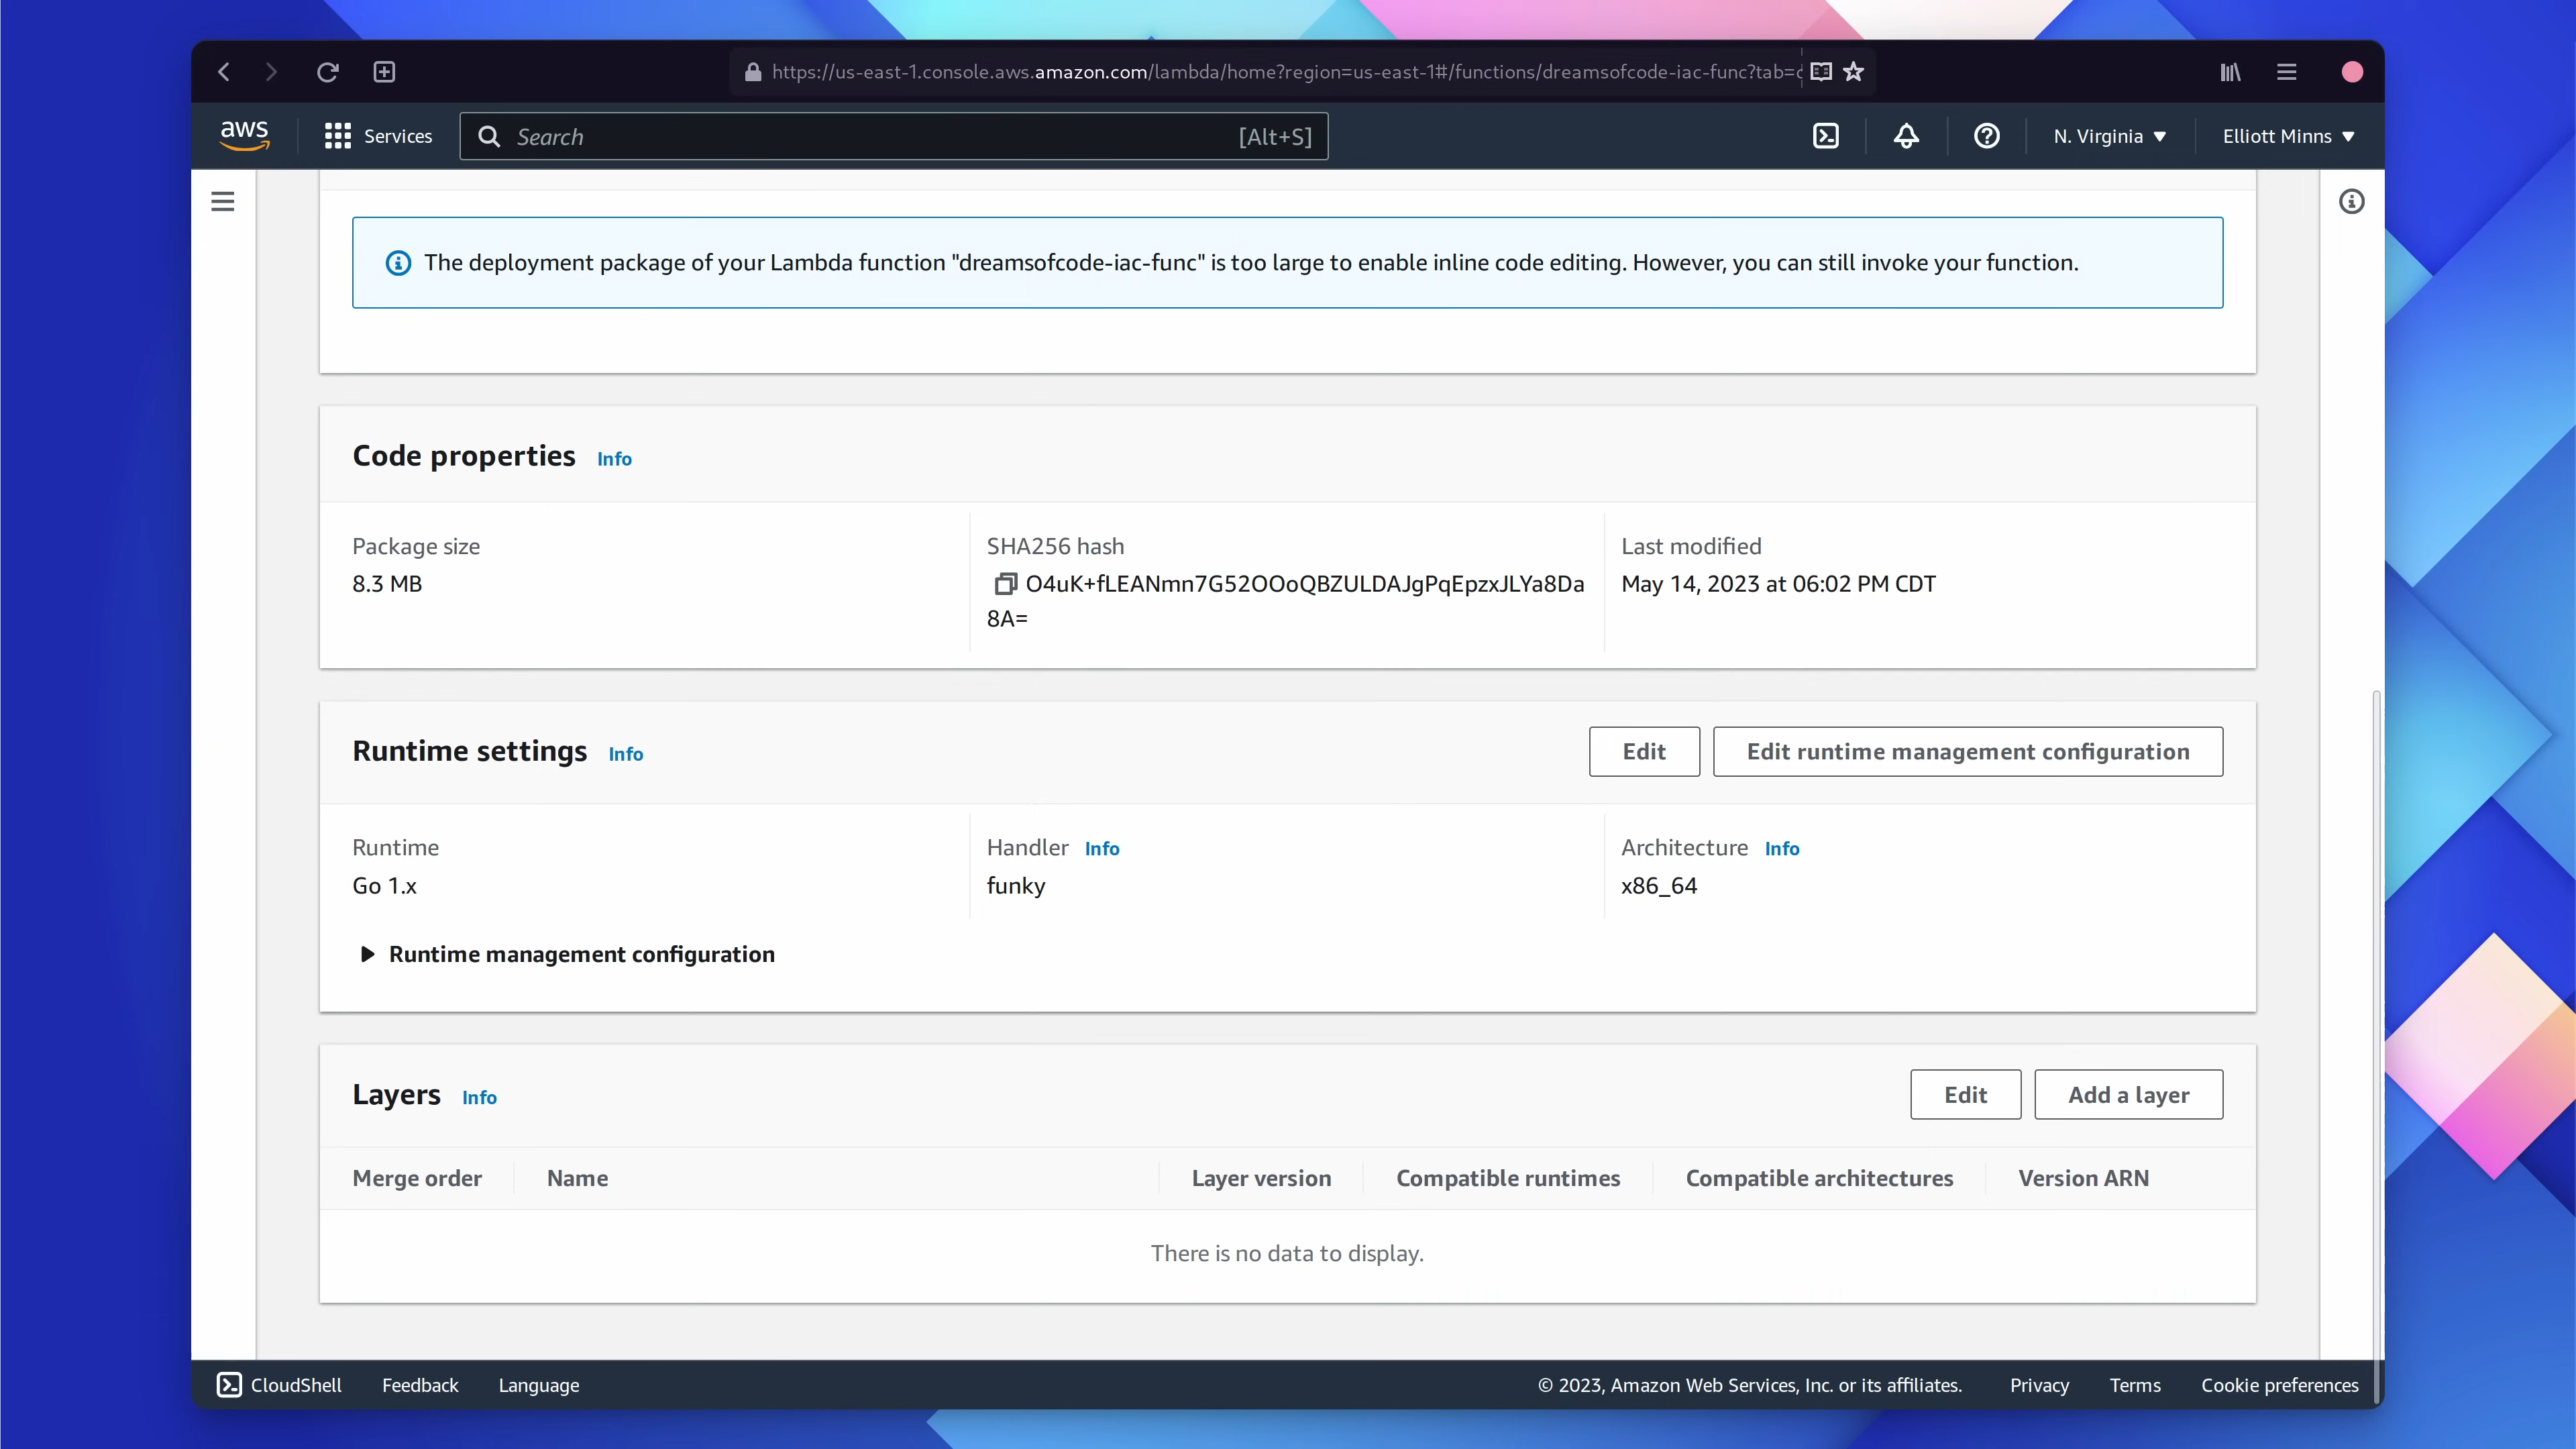 https://us-east-1.console.aws.amazon.com/lambda/home?region=us-east-1#/functions/dreamsofcode-iac-func?tab=c
aws Services Search [Alt+S] N. Virginia Elliott Minns
The deployment package of your Lambda function "dreamsofcode-iac-func" is too large to enable inline code editing. However, you can still invoke your function.
Code properties Info
Package size SHA256 hash Last modified
8.3 MB O4uK+fLEANmn7G52OOoQBZULDAJgPqEpzxJLYa8Da May 14, 2023 at 06:02 PM CDT
8A=
Runtime settings Info Edit Edit runtime management configuration
Runtime Handler Info Architecture Info
Go 1.x funky x86_64
Runtime management configuration
Layers Info Edit Add a layer
Merge order Name Layer version Compatible runtimes Compatible architectures Version ARN
There is no data to display.
CloudShell Feedback Language © 2023, Amazon Web Services, Inc. or its affiliates. Privacy Terms Cookie preferences